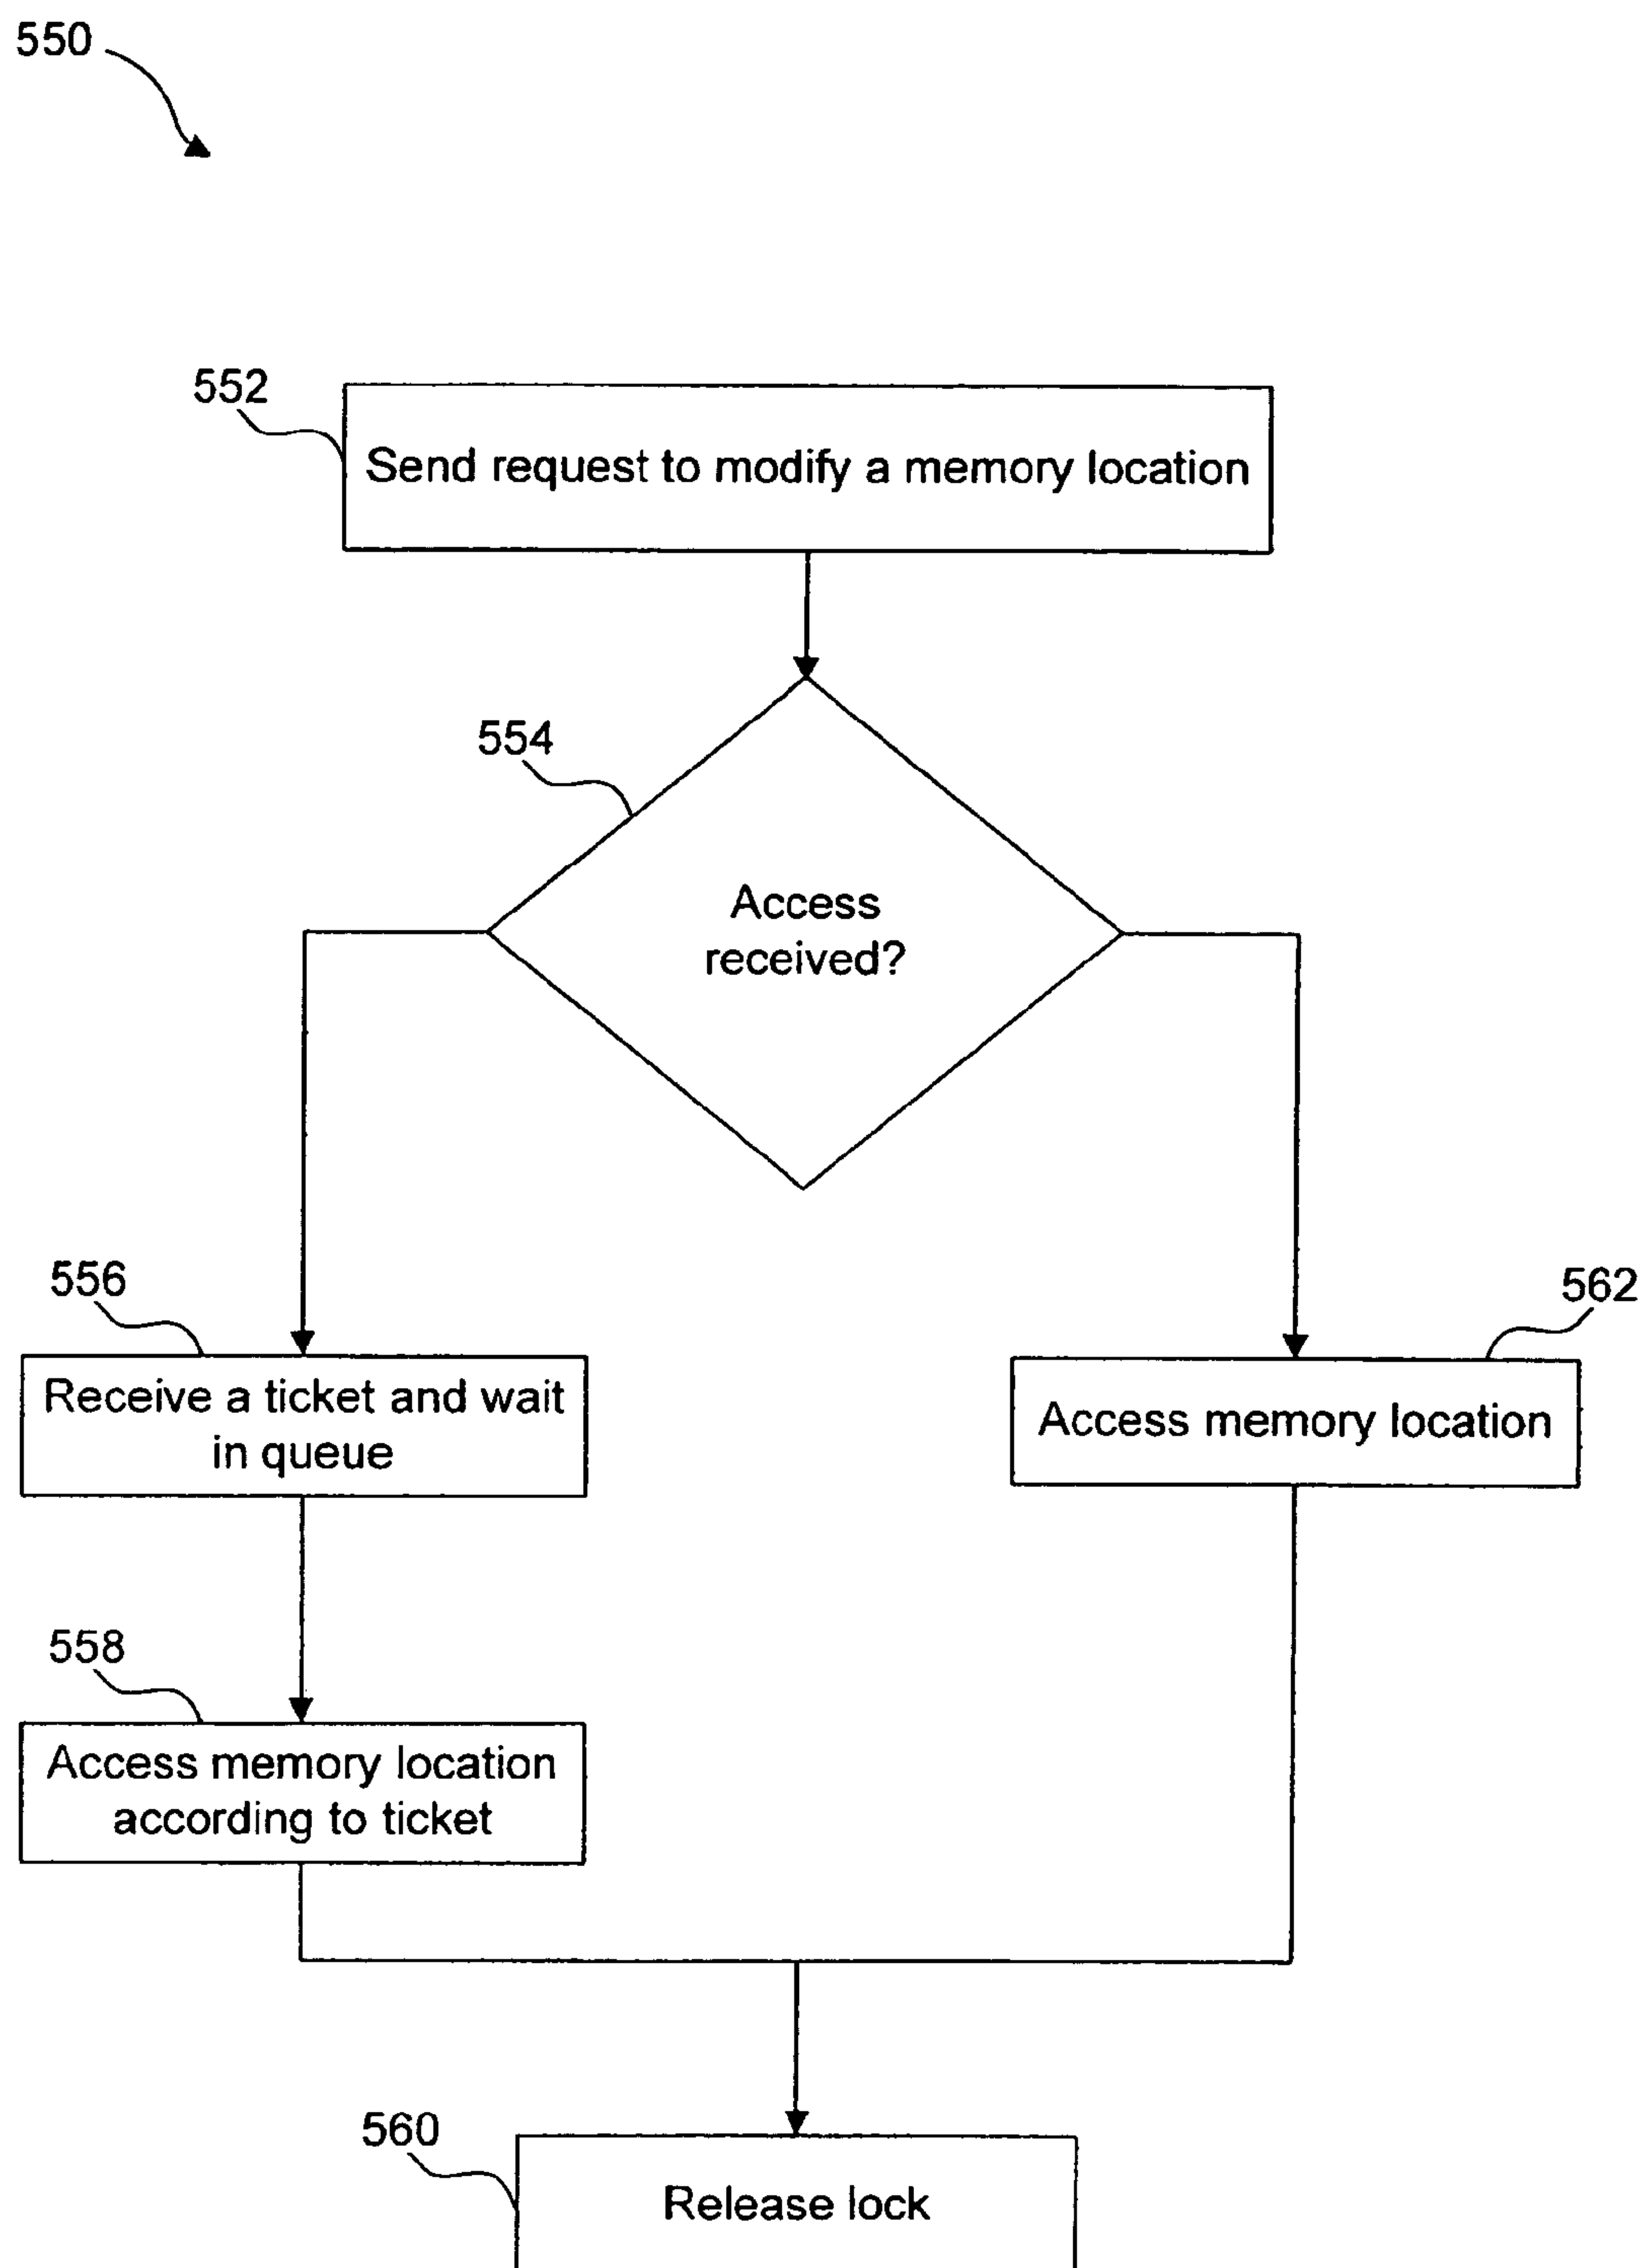 550
552
Send request to modify a memory location
554
Access
received?
556
Receive a ticket and wait
in queue
562
Access memory location
558
Access memory location
according to ticket
560
Release lock